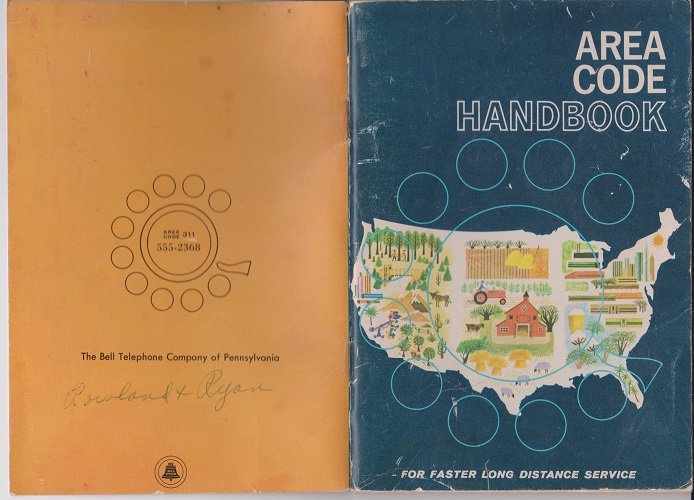 AREA
CODE 311
555-2368
The Bell Telephone Company of Pennsylvania
Rowland & Ryan
AREA
CODE
HANDBOOK
FOR FASTER LONG DISTANCE SERVICE